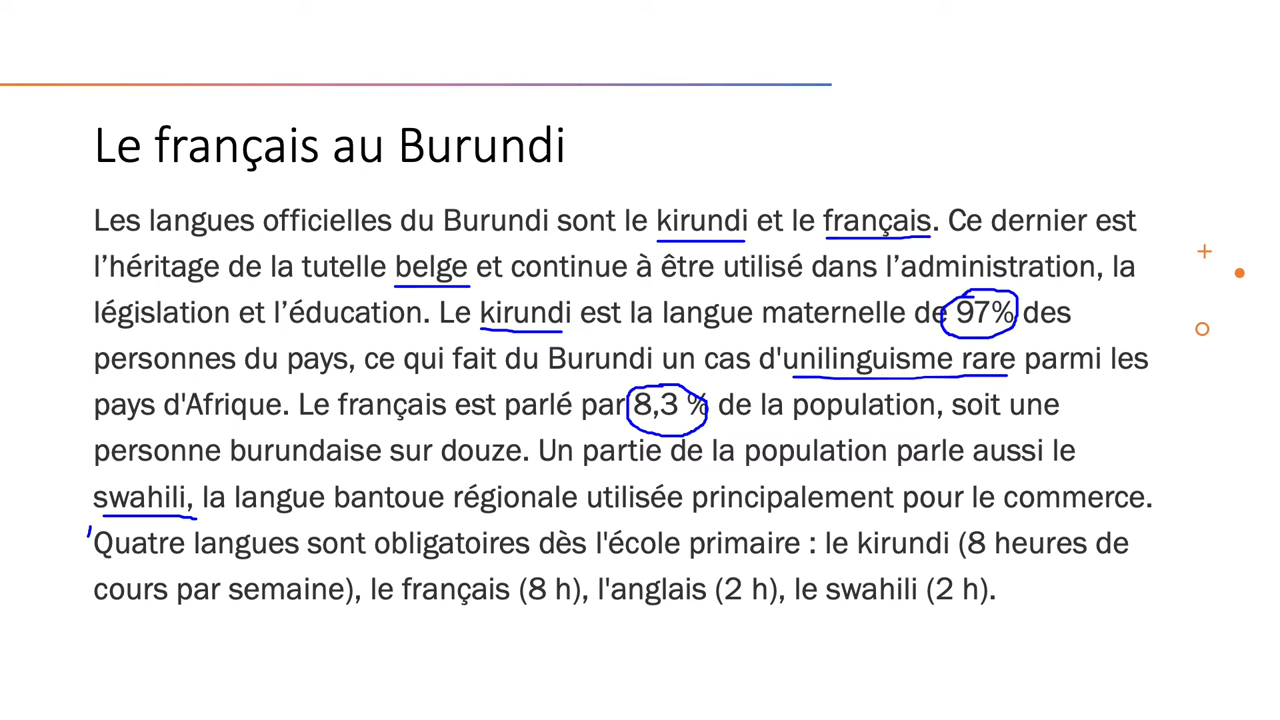 Le français au Burundi
Les langues officielles du Burundi sont le kirundi et le français. Ce dernier est
l’héritage de la tutelle belge et continue à être utilisé dans l’administration, la
législation et l’éducation. Le kirundi est la langue maternelle de 97% des
personnes du pays, ce qui fait du Burundi un cas d'unilinguisme rare parmi les
pays d'Afrique. Le français est parlé par 8,3 % de la population, soit une
personne burundaise sur douze. Un partie de la population parle aussi le
swahili, la langue bantoue régionale utilisée principalement pour le commerce.
Quatre langues sont obligatoires dès l'école primaire : le kirundi (8 heures de
cours par semaine), le français (8 h), l'anglais (2 h), le swahili (2 h).